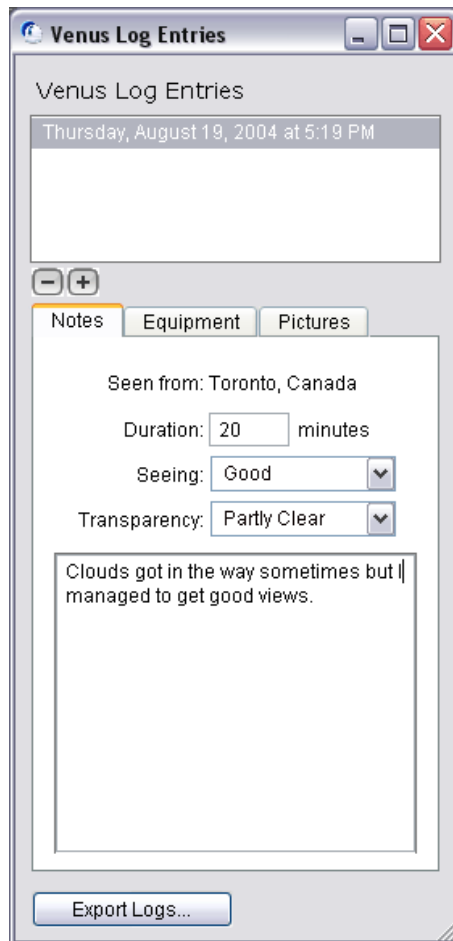 Venus Log Entries
Venus Log Entries
Thursday, August 19, 2004 at 5:19 PM
Notes Equipment Pictures
Seen from: Toronto, Canada
Duration: 20 minutes
Seeing: Good
Transparency: Partly Clear
Clouds got in the way sometimes but I
managed to get good views.
Export Logs...